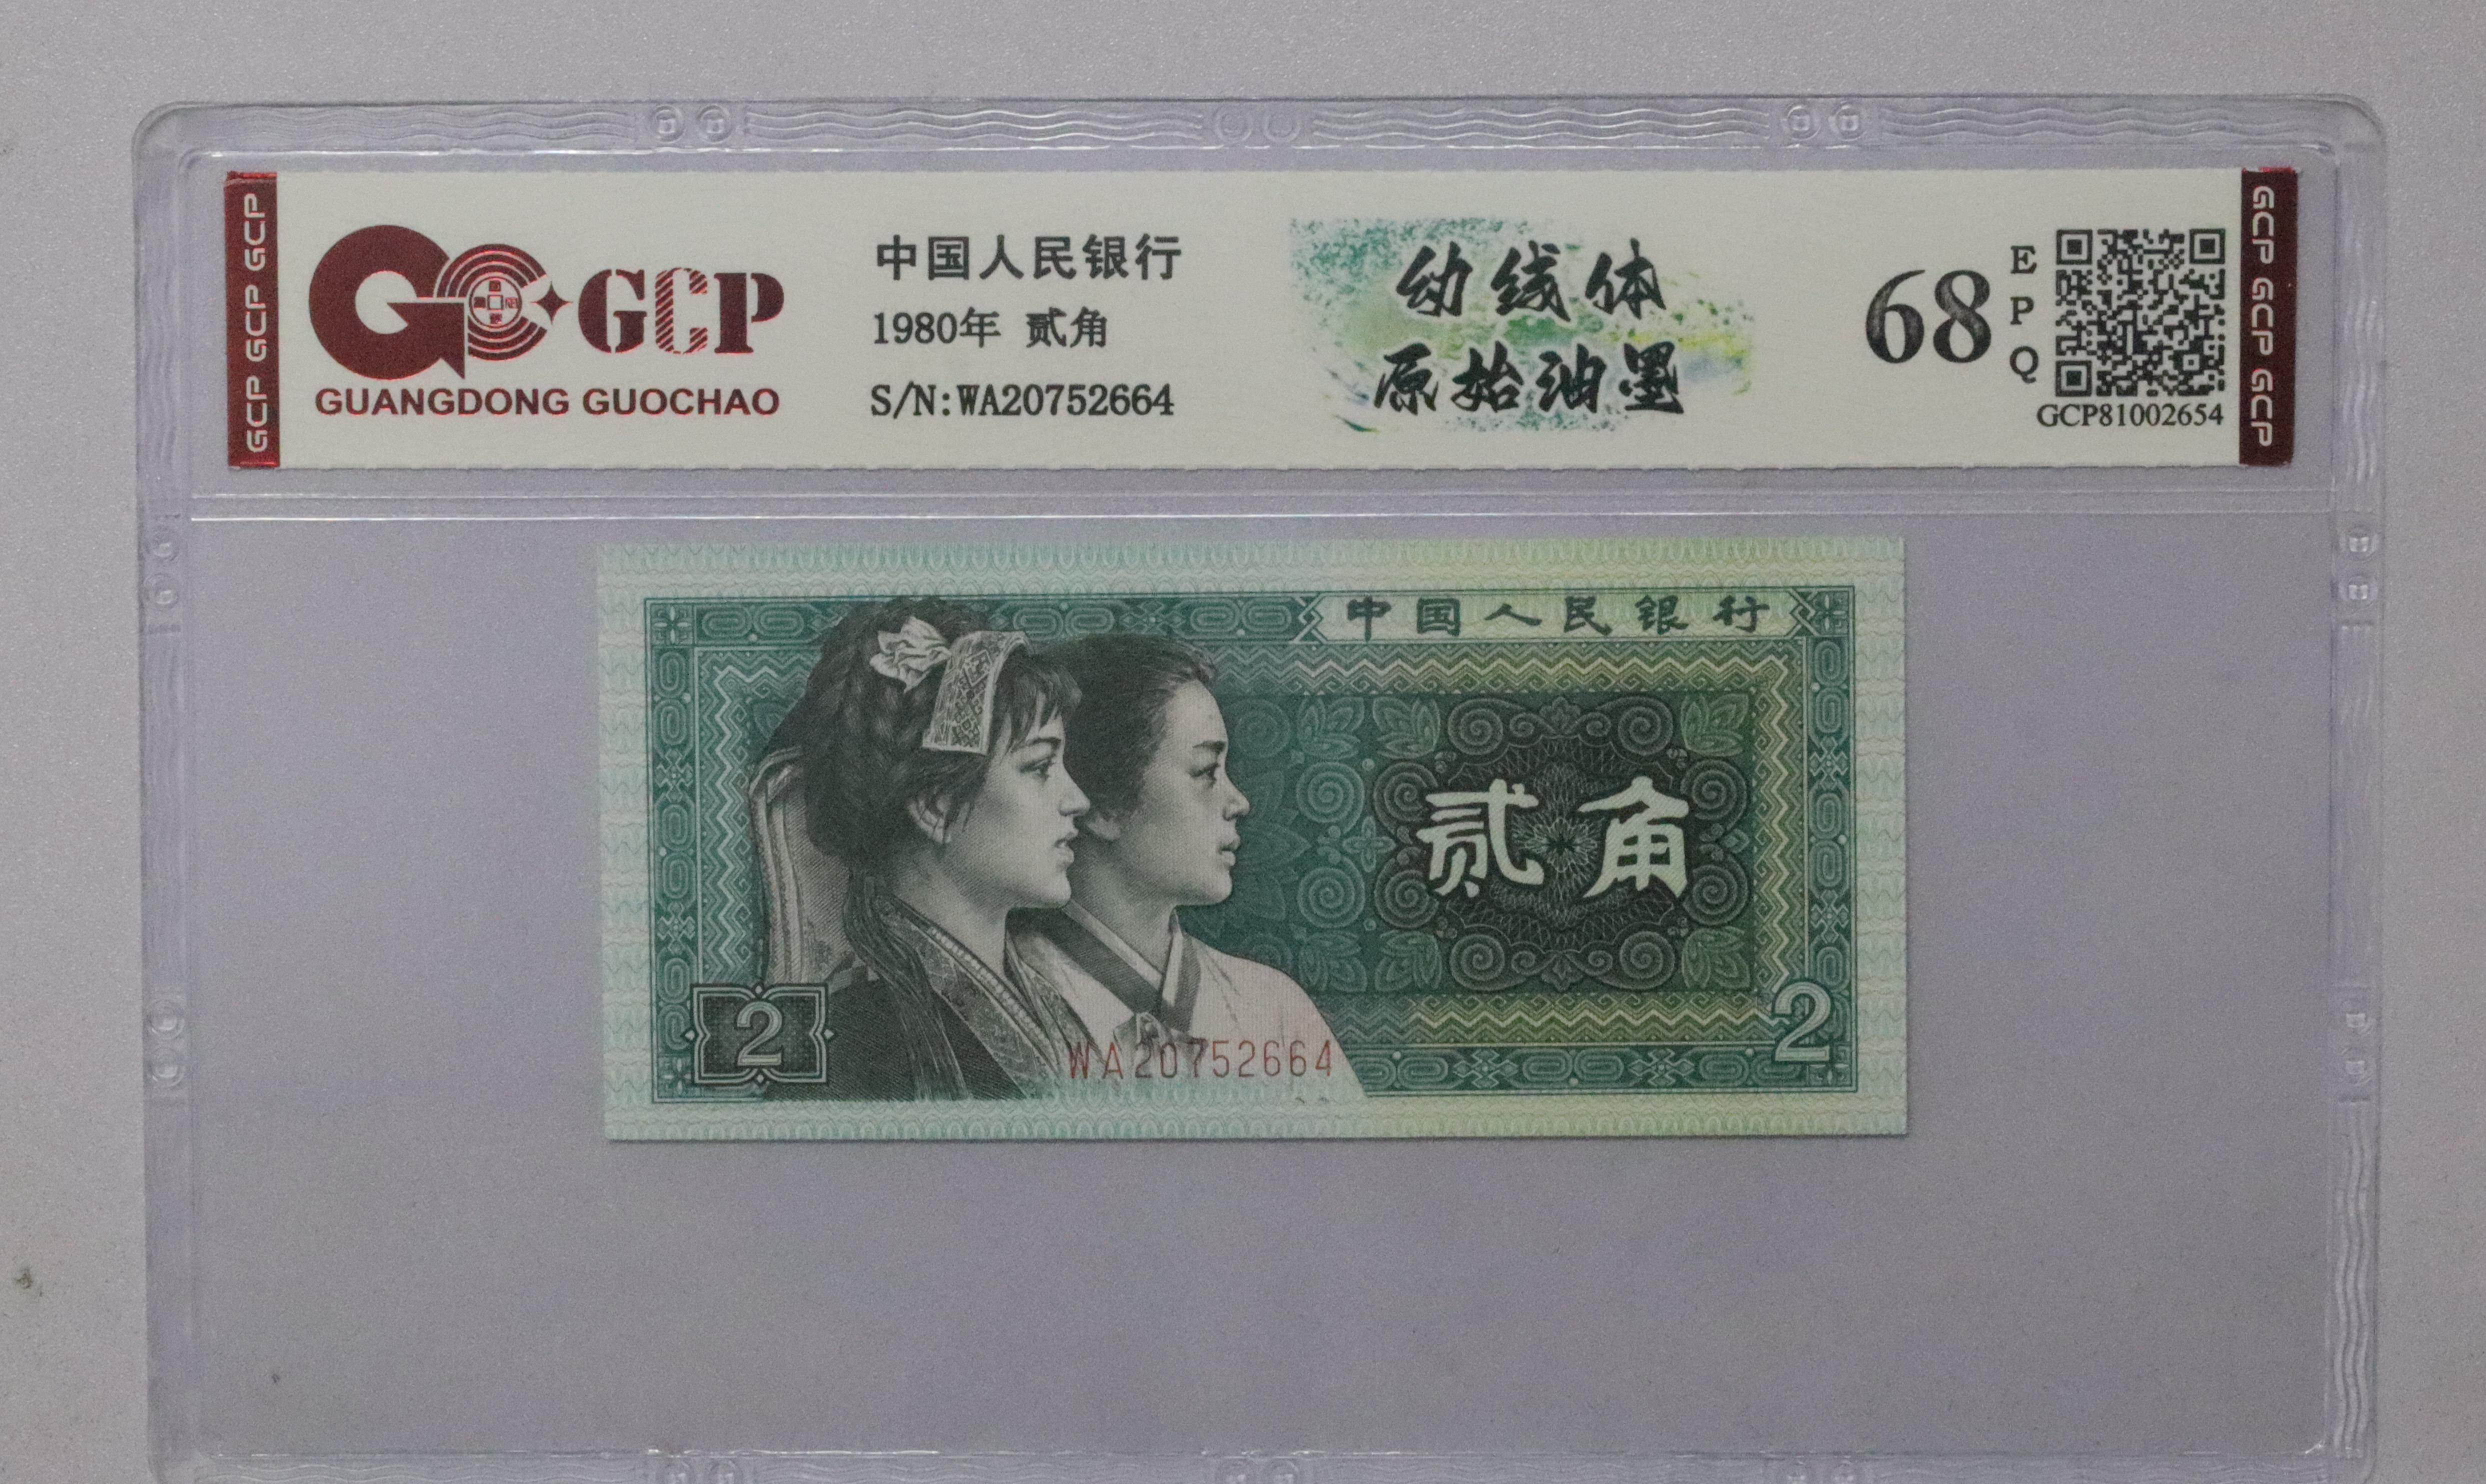 GCP GCP GCP
GCP
GUANGDONG GUOCHAO
中国人民银行
1980年 贰角
S/N:WA20752664
幼线体
原始油墨
68
EPQ
GCP81002654
GCP GCP GCP
中国人民银行
贰角
2
WA20752664
2